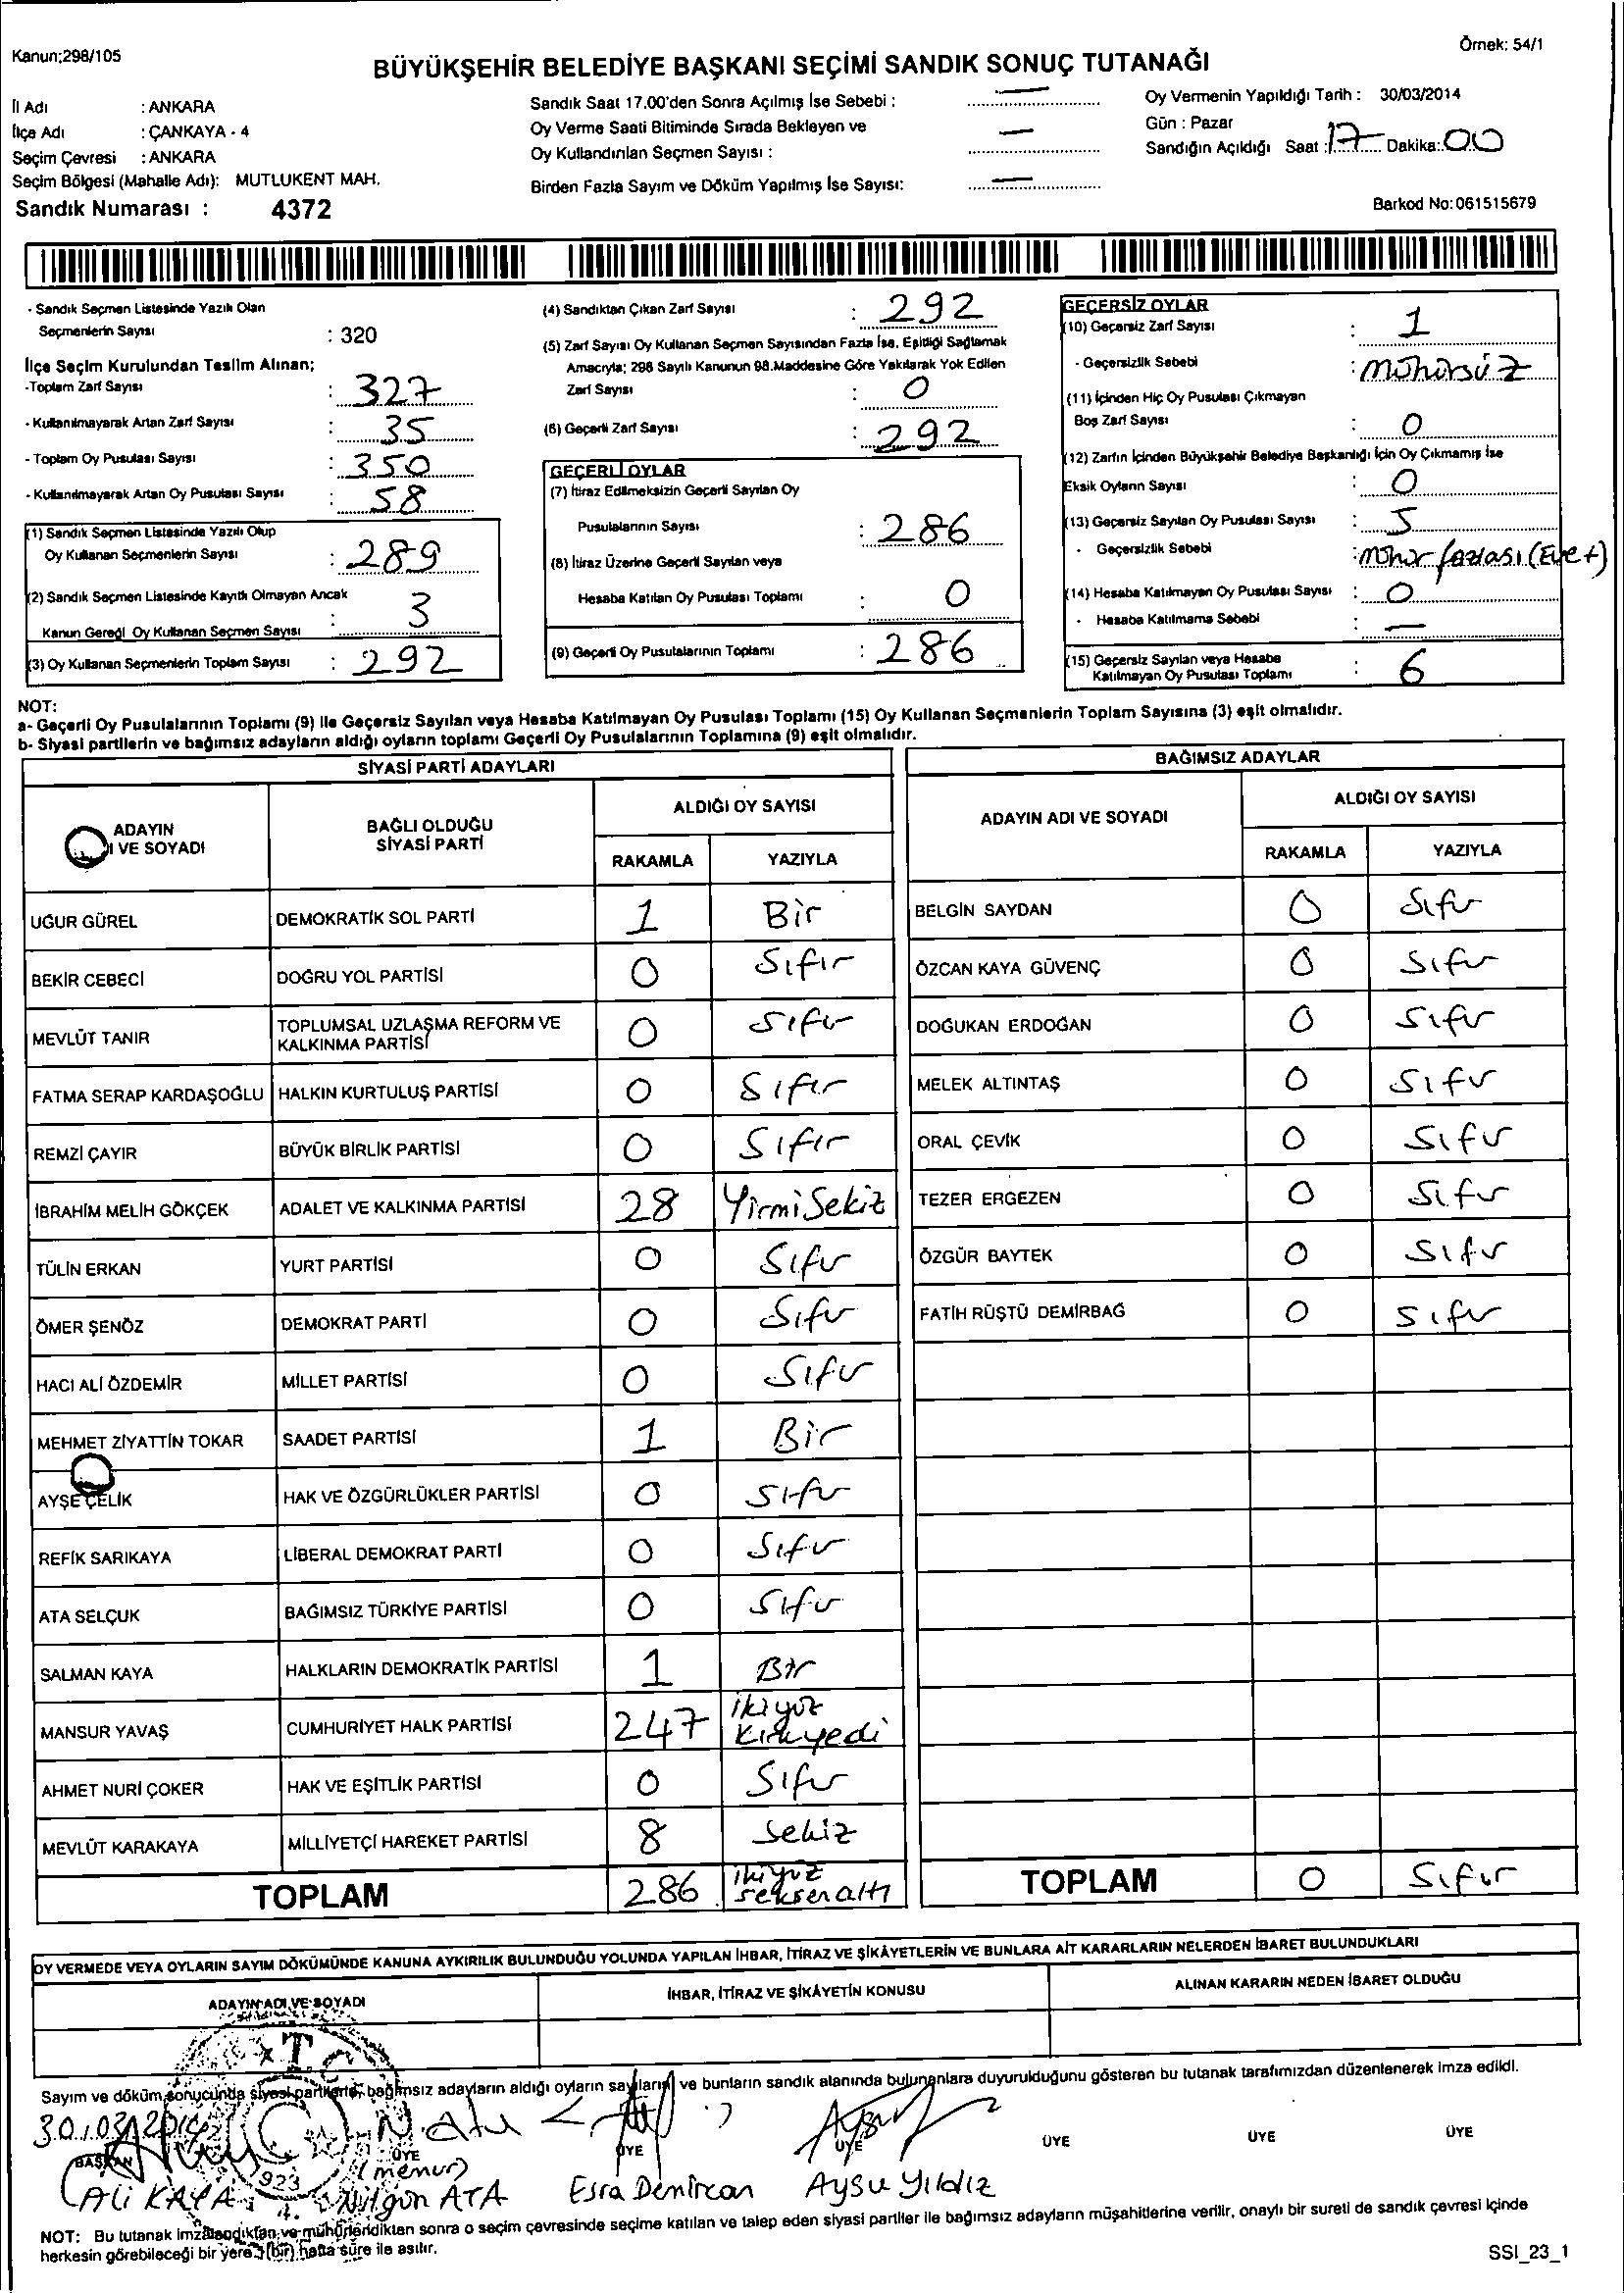 Kanun:298/105
Örnek: 54/1
BÜYÜKŞEHİR BELEDİYE BAŞKANI SEÇİMİ SANDIK SONUÇ TUTANAĞI
İl Adı : ANKARA
İlçe Adı : ÇANKAYA - 4
Seçim Çevresi : ANKARA
Seçim Bölgesi (Mahalle Adı): MUTLUKENT MAH.
Sandık Numarası : 4372
Sandık Saat 17.00'den Sonra Açılmış İse Sebebi : —
Oy Verme Saati Bitiminde Sırada Bekleyen ve
Oy Kullandırılan Seçmen Sayısı : —
Birden Fazla Sayım ve Döküm Yapılmış İse Sayısı: —
Oy Vermenin Yapıldığı Tarih : 30/03/2014
Gün : Pazar
Sandığın Açıldığı Saat : 17 Dakika: 00
Barkod No: 061515679
- Sandık Seçmen Listesinde Yazılı Olan
Seçmenlerin Sayısı : 320
İlçe Seçim Kurulundan Teslim Alınan;
-Toplam Zarf Sayısı : 327
- Kullanılmayarak Artan Zarf Sayısı : 35
- Toplam Oy Pusulası Sayısı : 350
- Kullanılmayarak Artan Oy Pusulası Sayısı : 58
(1) Sandık Seçmen Listesinde Yazılı Olup
Oy Kullanan Seçmenlerin Sayısı : 289
(2) Sandık Seçmen Listesinde Kayıtlı Olmayan Ancak
Kanun Gereği Oy Kullanan Seçmen Sayısı : 3
(3) Oy Kullanan Seçmenlerin Toplam Sayısı : 292
(4) Sandıktan Çıkan Zarf Sayısı : 292
(5) Zarf Sayısı Oy Kullanan Seçmen Sayısından Fazla İse, Eşitliği Sağlamak
Amacıyla; 298 Sayılı Kanunun 98.Maddesine Göre Yakılarak Yok Edilen
Zarf Sayısı : 0
(6) Geçerli Zarf Sayısı : 292
GEÇERLİ OYLAR
(7) İtiraz Edilmeksizin Geçerli Sayılan Oy
Pusulalarının Sayısı : 286
(8) İtiraz Üzerine Geçerli Sayılan veya
Hesaba Katılan Oy Pusulası Toplamı : 0
(9) Geçerli Oy Pusulalarının Toplamı : 286
GEÇERSİZ OYLAR
(10) Geçersiz Zarf Sayısı : 1
- Geçersizlik Sebebi : mühürsüz
(11) İçinden Hiç Oy Pusulası Çıkmayan
Boş Zarf Sayısı : 0
(12) Zarfın İçinden Büyükşehir Belediye Başkanlığı İçin Oy Çıkmamış İse
Eksik Oyların Sayısı : 0
(13) Geçersiz Sayılan Oy Pusulası Sayısı : 5
- Geçersizlik Sebebi : mühür fazlası (Evet)
(14) Hesaba Katılmayan Oy Pusulası Sayısı : 0
- Hesaba Katılmama Sebebi : —
(15) Geçersiz Sayılan veya Hesaba
Katılmayan Oy Pusulası Toplamı : 6
NOT:
a- Geçerli Oy Pusulalarının Toplamı (9) ile Geçersiz Sayılan veya Hesaba Katılmayan Oy Pusulası Toplamı (15) Oy Kullanan Seçmenlerin Toplam Sayısına (3) eşit olmalıdır.
b- Siyasi partilerin ve bağımsız adayların aldığı oyların toplamı Geçerli Oy Pusulalarının Toplamına (9) eşit olmalıdır.
SİYASİ PARTİ ADAYLARI
ADAYIN
I VE SOYADI
BAĞLI OLDUĞU
SİYASİ PARTİ
ALDIĞI OY SAYISI
RAKAMLA YAZIYLA
UĞUR GÜREL DEMOKRATİK SOL PARTİ 1 Bir
BEKİR CEBECİ DOĞRU YOL PARTİSİ 0 Sıfır
MEVLÜT TANIR TOPLUMSAL UZLAŞMA REFORM VE
KALKINMA PARTİSİ 0 Sıfır
FATMA SERAP KARDAŞOĞLU HALKIN KURTULUŞ PARTİSİ 0 Sıfır
REMZİ ÇAYIR BÜYÜK BİRLİK PARTİSİ 0 Sıfır
İBRAHİM MELİH GÖKÇEK ADALET VE KALKINMA PARTİSİ 28 YirmiSekiz
TÜLİN ERKAN YURT PARTİSİ 0 Sıfır
ÖMER ŞENÖZ DEMOKRAT PARTİ 0 Sıfır
HACI ALİ ÖZDEMİR MİLLET PARTİSİ 0 Sıfır
MEHMET ZİYATTİN TOKAR SAADET PARTİSİ 1 Bir
AYŞE ÇELİK HAK VE ÖZGÜRLÜKLER PARTİSİ 0 Sıfır
REFİK SARIKAYA LİBERAL DEMOKRAT PARTİ 0 Sıfır
ATA SELÇUK BAĞIMSIZ TÜRKİYE PARTİSİ 0 Sıfır
SALMAN KAYA HALKLARIN DEMOKRATİK PARTİSİ 1 Bir
MANSUR YAVAŞ CUMHURİYET HALK PARTİSİ 247 ikiyüz
Kırkyedi
AHMET NURİ ÇOKER HAK VE EŞİTLİK PARTİSİ 0 Sıfır
MEVLÜT KARAKAYA MİLLİYETÇİ HAREKET PARTİSİ 8 Sekiz
TOPLAM 286 ikiyüz
seksenaltı
BAĞIMSIZ ADAYLAR
ADAYIN ADI VE SOYADI
ALDIĞI OY SAYISI
RAKAMLA YAZIYLA
BELGİN SAYDAN 0 Sıfır
ÖZCAN KAYA GÜVENÇ 0 Sıfır
DOĞUKAN ERDOĞAN 0 Sıfır
MELEK ALTINTAŞ 0 Sıfır
ORAL ÇEVİK 0 Sıfır
TEZER ERGEZEN 0 Sıfır
ÖZGÜR BAYTEK 0 Sıfır
FATİH RÜŞTÜ DEMİRBAĞ 0 Sıfır
TOPLAM 0 Sıfır
OY VERMEDE VEYA OYLARIN SAYIM DÖKÜMÜNDE KANUNA AYKIRILIK BULUNDUĞU YOLUNDA YAPILAN İHBAR, İTİRAZ VE ŞİKÂYETLERİN VE BUNLARA AİT KARARLARIN NELERDEN İBARET BULUNDUKLARI
ADAYIN ADI VE SOYADI
İHBAR, İTİRAZ VE ŞİKÂYETİN KONUSU
ALINAN KARARIN NEDEN İBARET OLDUĞU
T.C.
Sayım ve döküm sonucunda siyasi partilerin, bağımsız adayların aldığı oyların sayılarını ve bunların sandık alanında bulunanlara duyurulduğunu gösteren bu tutanak tarafımızdan düzenlenerek imza edildi.
30.03.2014
BAŞKAN ÜYE ÜYE ÜYE ÜYE ÜYE ÜYE
(memur)
Ali KAYA Nilgün ATA Esra Demircan Aysu Yıldız
923
NOT: Bu tutanak imzalandıktan ve mühürlendikten sonra o seçim çevresinde seçime katılan ve talep eden siyasi partiler ile bağımsız adayların müşahitlerine verilir, onaylı bir sureti de sandık çevresi içinde
herkesin görebileceği bir yere 1 (bir) hafta süre ile asılır.
SSI_23_1